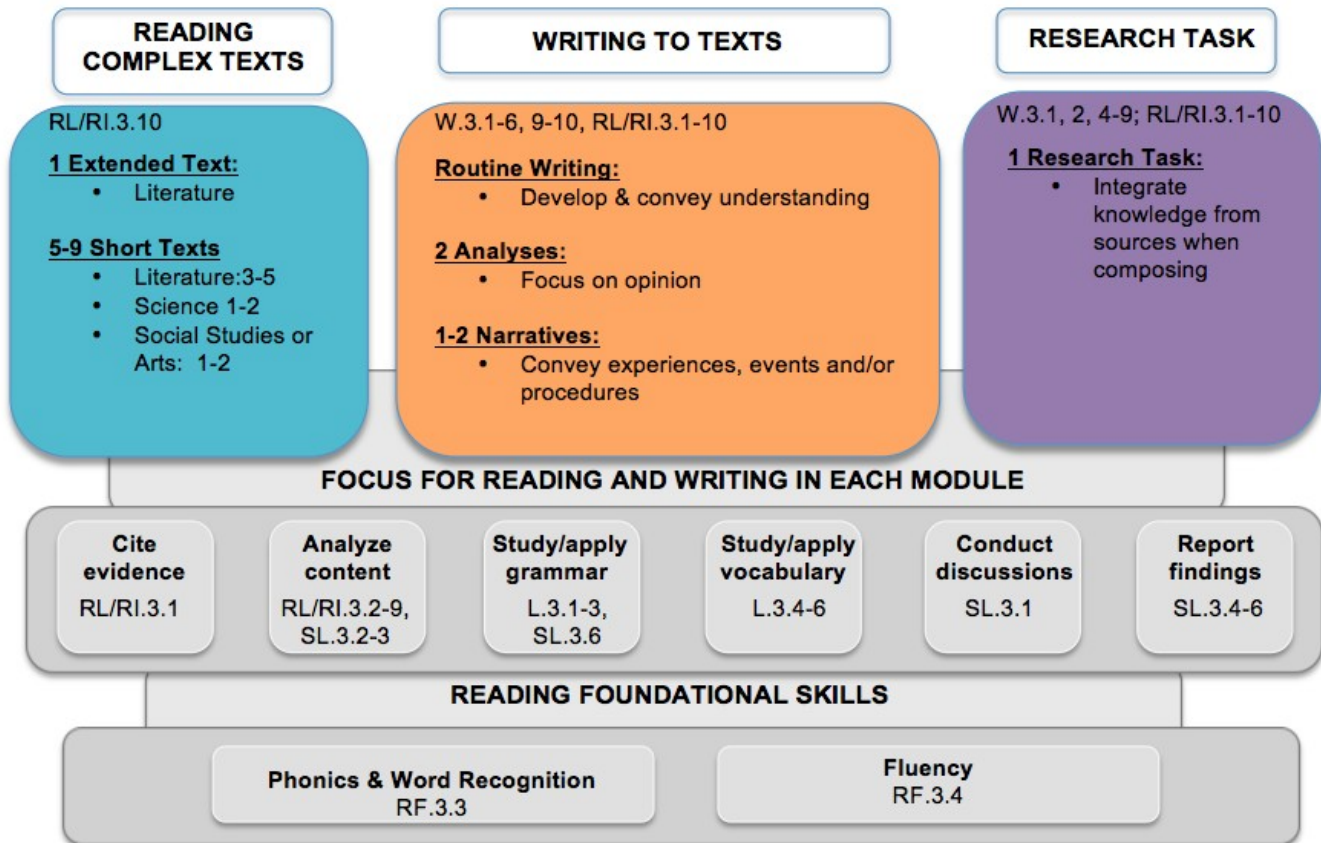 READING
COMPLEX TEXTS
WRITING TO TEXTS
RESEARCH TASK
RL/RI.3.10
1 Extended Text:
• Literature
5-9 Short Texts
• Literature:3-5
• Science 1-2
• Social Studies or
Arts: 1-2
W.3.1-6, 9-10, RL/RI.3.1-10
Routine Writing:
• Develop & convey understanding
2 Analyses:
• Focus on opinion
1-2 Narratives:
• Convey experiences, events and/or
procedures
W.3.1, 2, 4-9; RL/RI.3.1-10
1 Research Task:
• Integrate
knowledge from
sources when
composing
FOCUS FOR READING AND WRITING IN EACH MODULE
Cite
evidence
RL/RI.3.1
Analyze
content
RL/RI.3.2-9,
SL.3.2-3
Study/apply
grammar
L.3.1-3,
SL.3.6
Study/apply
vocabulary
L.3.4-6
Conduct
discussions
SL.3.1
Report
findings
SL.3.4-6
READING FOUNDATIONAL SKILLS
Phonics & Word Recognition
RF.3.3
Fluency
RF.3.4